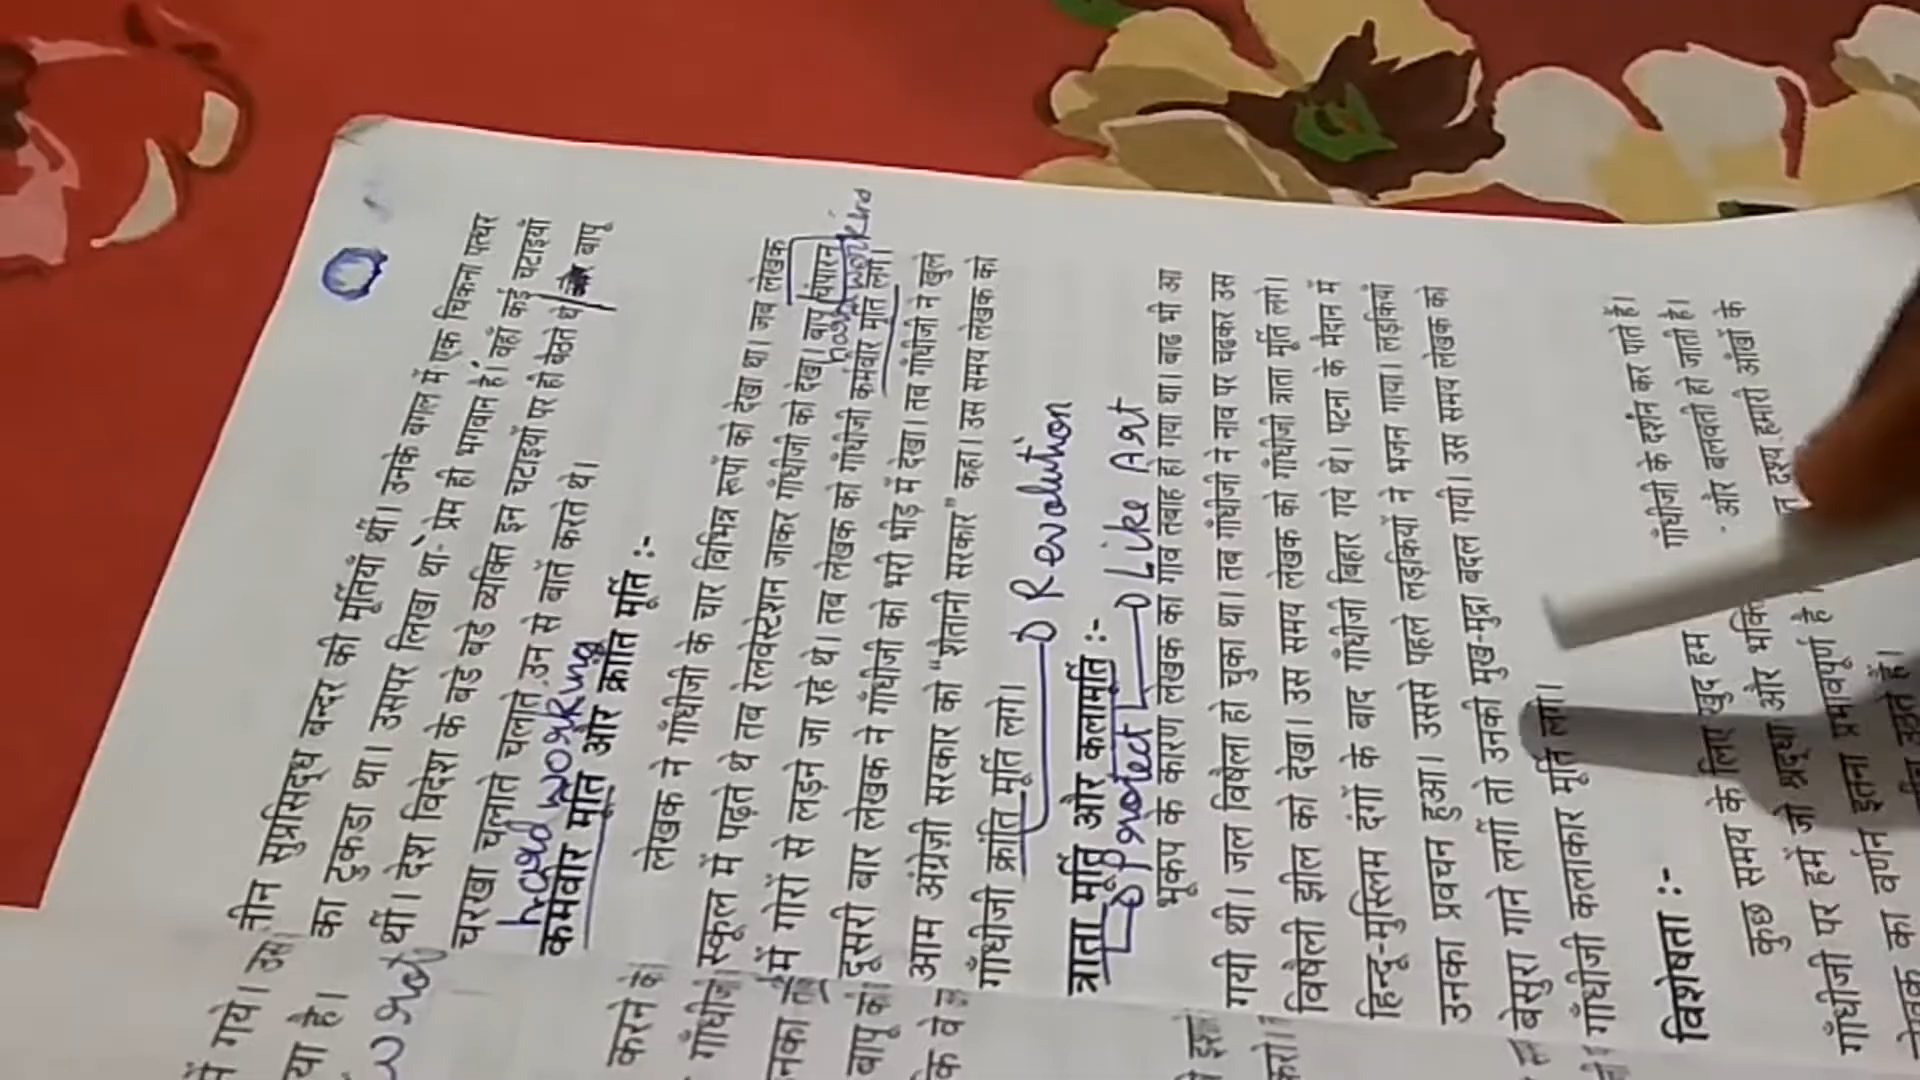 तीन सुप्रसिद्ध बन्दर की मूर्तियाँ थीं। उनके बगल में एक चिकना पत्थर
का टुकडा था। उसपर लिखा था- प्रेम ही भगवान है। वहाँ कई चटाइयाँ
थीं। देश विदेश के बडे बडे व्यक्ति इन चटाइयों पर ही बैठते थे। बापू
चरखा चलाते चलाते उन से बातें करते थे।
hard working
कर्मवीर मूर्ति और क्रांति मूर्ति :-
लेखक ने गाँधीजी के चार विभिन्न रूपों को देखा था। जब लेखक
स्कूल में पढ़ते थे तब रेलवेस्टेशन जाकर गाँधीजी को देखा। बापू चंपारन
में गोरों से लड़ने जा रहे थे। तब लेखक को गाँधीजी कर्मवीर मूर्ति लगे।
दूसरी बार लेखक ने गाँधीजी को भरी भीड़ में देखा। तब गाँधीजी ने खुले
आम अंग्रेज़ी सरकार को "शैतानी सरकार" कहा। उस समय लेखक को
गाँधीजी क्रांति मूर्ति लगे।
Revolution
त्राता मूर्ति और कलामूर्ति :-
protect
Like Art
भूकंप के कारण लेखक का गाँव तबाह हो गया था। बाढ भी आ
गयी थी। जल विषैला हो चुका था। तब गाँधीजी ने नाव पर चढकर उस
विषैली झील को देखा। उस समय लेखक को गाँधीजी त्राता मूर्ति लगे।
हिन्दू-मुस्लिम दंगों के बाद गाँधीजी बिहार गये थे। पटना के मैदान में
उनका प्रवचन हुआ। उससे पहले लड़कियों ने भजन गाया। लड़कियाँ
बेसुरा गाने लगीं तो उनकी मुख-मुद्रा बदल गयी। उस समय लेखक को
गाँधीजी कलाकार मूर्ति लगे।
विशेषता :-
कुछ समय के लिए खुद हम गाँधीजी के दर्शन कर पाते हैं।
गाँधीजी पर हमें जो श्रद्धा और और बलवती हो जाती है।
का वर्णन इतना प्रभावपूर्ण है दृश्य हमारी आंखों के
उठते हैं।